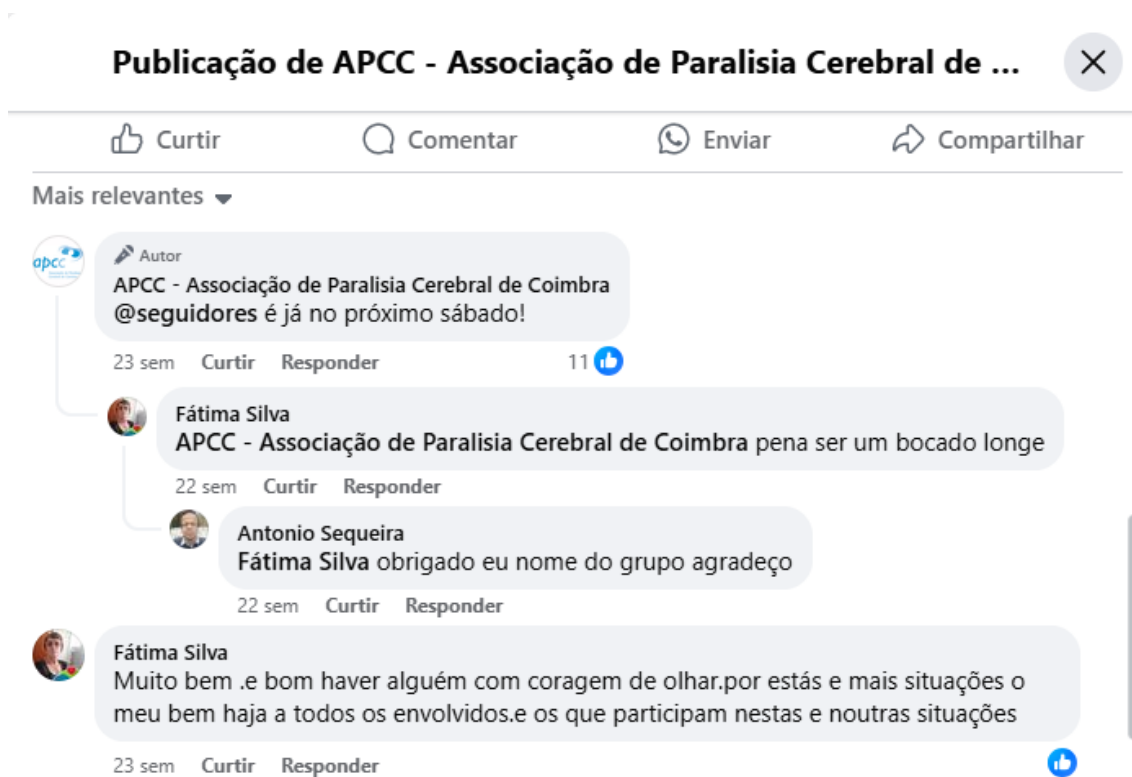 Publicação de APCC - Associação de Paralisia Cerebral de ...
Curtir Comentar Enviar Compartilhar
Mais relevantes
apcc
Autor
APCC - Associação de Paralisia Cerebral de Coimbra
@seguidores é já no próximo sábado!
23 sem Curtir Responder 11
Fátima Silva
APCC - Associação de Paralisia Cerebral de Coimbra pena ser um bocado longe
22 sem Curtir Responder
Antonio Sequeira
Fátima Silva obrigado eu nome do grupo agradeço
22 sem Curtir Responder
Fátima Silva
Muito bem .e bom haver alguém com coragem de olhar.por estás e mais situações o
meu bem haja a todos os envolvidos.e os que participam nestas e noutras situações
23 sem Curtir Responder